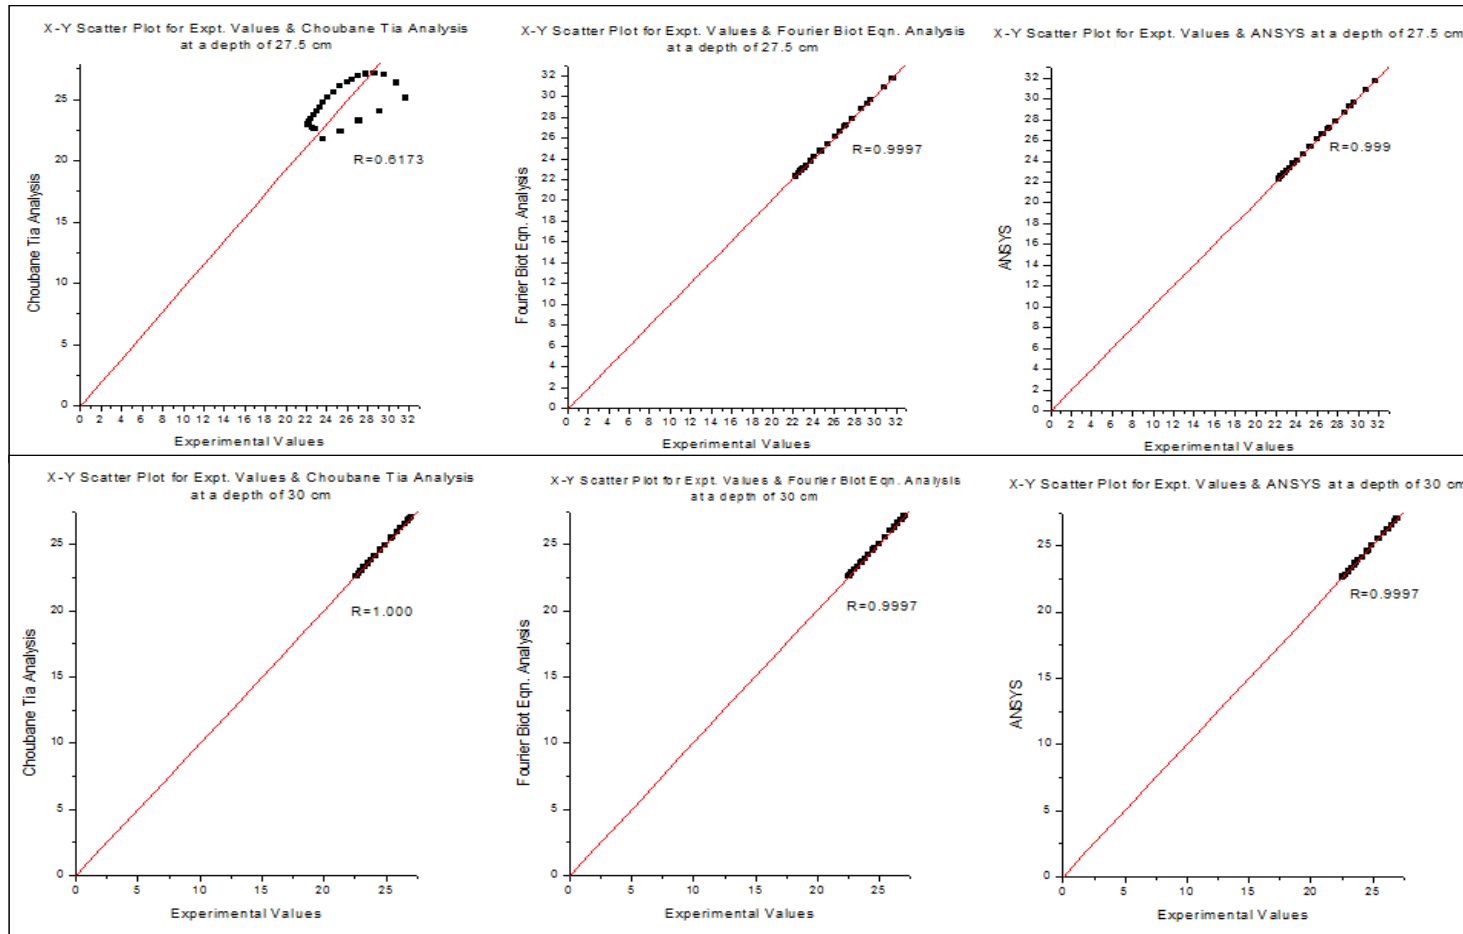 X-Y Scatter Plot for Expt. Values & Choubane Tia Analysis
at a depth of 27.5 cm
Choubane Tia Analysis
25
20
15
10
5
0
R=0.6173
0 2 4 6 8 10 12 14 16 18 20 22 24 26 28 30 32
Experimental Values
X-Y Scatter Plot for Expt. Values & Fourier Biot Eqn. Analysis
at a depth of 27.5 cm
Fourier Biot Eqn. Analysis
32
30
28
26
24
22
20
18
16
14
12
10
8
6
4
2
0
R=0.9997
0 2 4 6 8 10 12 14 16 18 20 22 24 26 28 30 32
Experimental Values
X-Y Scatter Plot for Expt. Values & ANSYS at a depth of 27.5 cm
ANSYS
32
30
28
26
24
22
20
18
16
14
12
10
8
6
4
2
0
R=0.999
0 2 4 6 8 10 12 14 16 18 20 22 24 26 28 30 32
Experimental Values
X-Y Scatter Plot for Expt. Values & Choubane Tia Analysis
at a depth of 30 cm
Choubane Tia Analysis
25
20
15
10
5
0
R=1.000
0 5 10 15 20 25
Experimental Values
X-Y Scatter Plot for Expt. Values & Fourier Biot Eqn. Analysis
at a depth of 30 cm
Fourier Biot Eqn. Analysis
25
20
15
10
5
0
R=0.9997
0 5 10 15 20 25
Experimental Values
X-Y Scatter Plot for Expt. Values & ANSYS at a depth of 30 cm
ANSYS
25
20
15
10
5
0
R=0.9997
0 5 10 15 20 25
Experimental Values